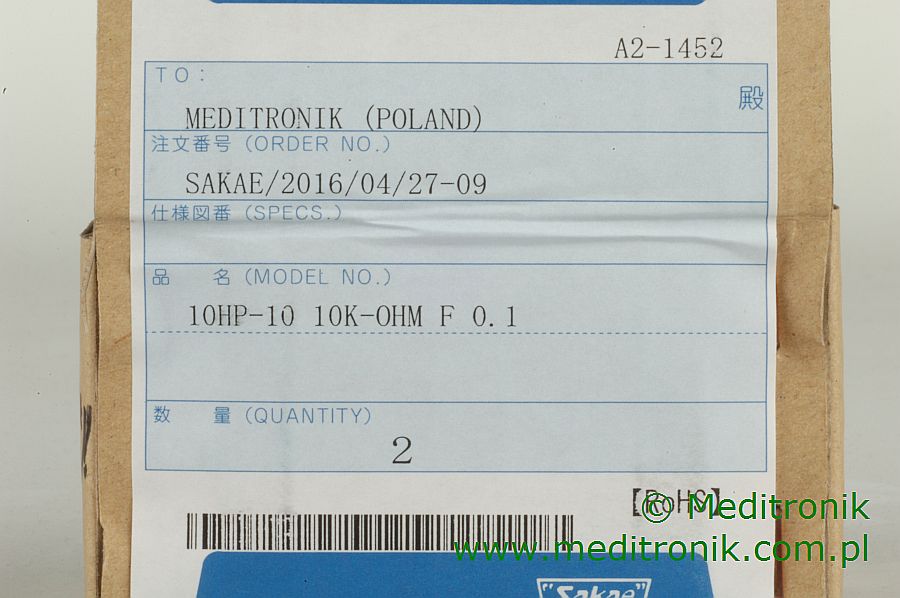 A2-1452
TO:
殿
MEDITRONIK (POLAND)
注文番号 (ORDER NO.)
SAKAE/2016/04/27-09
仕様図番 (SPECS.)
品 名 (MODEL NO.)
10HP-10 10K-OHM F 0.1
数 量 (QUANTITY)
2
【RoHS】
© Meditronik
www.meditronik.com.pl
"Sakae"